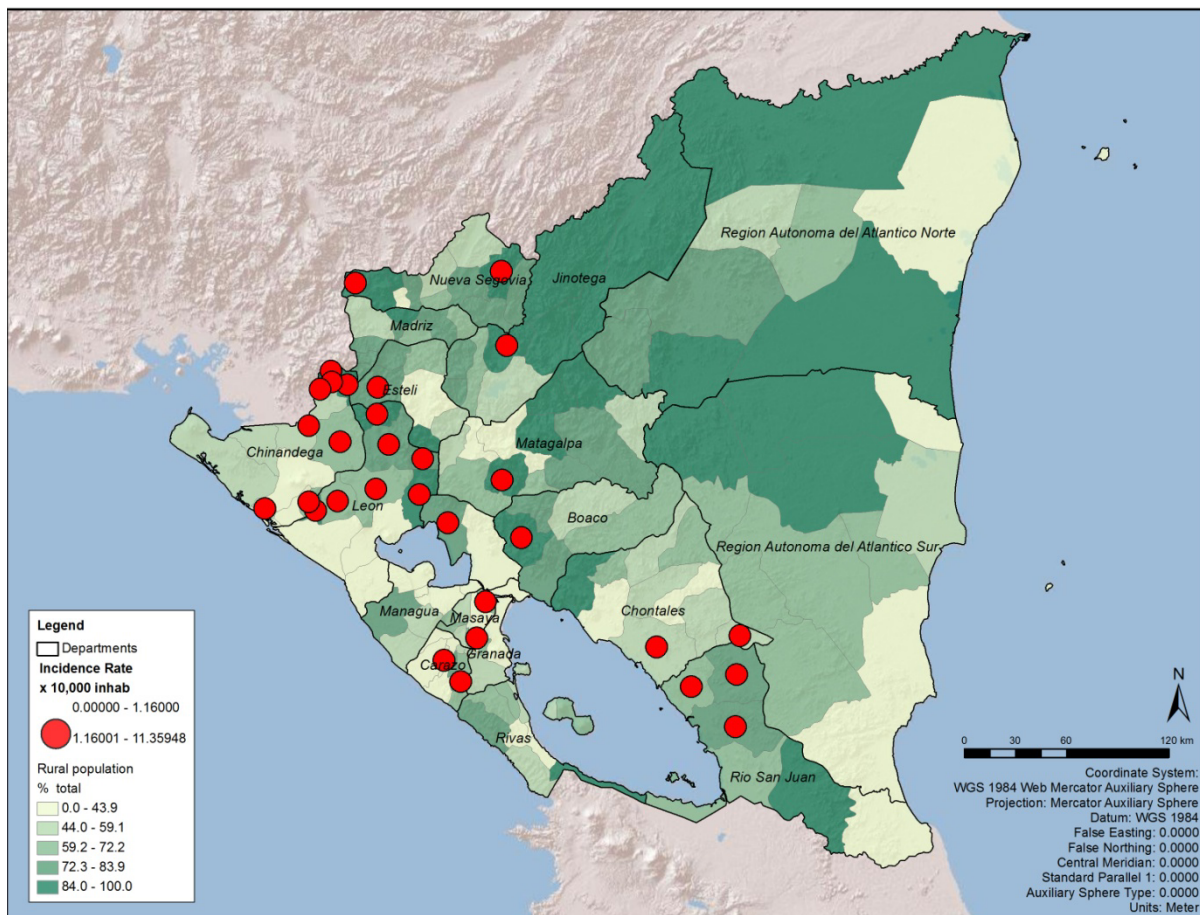 Region Autonoma del Atlantico Norte
Nueva Segovia
Jinotega
Madriz
Esteli
Chinandega
Matagalpa
Leon
Boaco
Region Autonoma del Atlantico Sur
Managua
Masaya
Chontales
Granada
Carazo
Rivas
Rio San Juan
Legend
Departments
Incidence Rate
x 10,000 inhab
0.00000 - 1.16000
1.16001 - 11.35948
Rural population
% total
0.0 - 43.9
44.0 - 59.1
59.2 - 72.2
72.3 - 83.9
84.0 - 100.0
N
0 30 60 120 km
Coordinate System:
WGS 1984 Web Mercator Auxiliary Sphere
Projection: Mercator Auxiliary Sphere
Datum: WGS 1984
False Easting: 0.0000
False Northing: 0.0000
Central Meridian: 0.0000
Standard Parallel 1: 0.0000
Auxiliary Sphere Type: 0.0000
Units: Meter